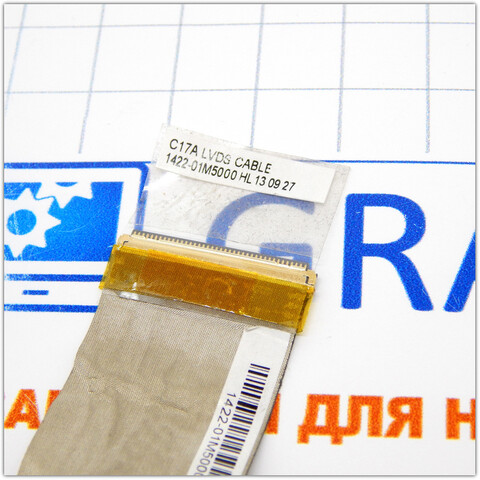 C17A LVDS CABLE
1422-01M5000 HL 13 09 27
GRA
ДЛЯ Н
1422-01M500